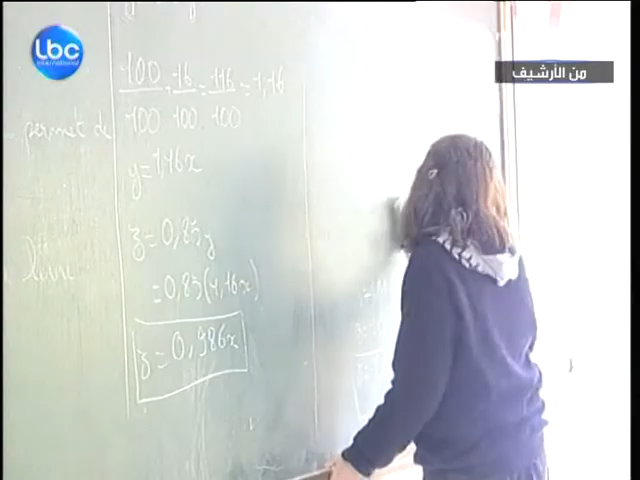 Lbc
International
من الأرشيف
100/100 + 16/100 = 116/100 = 1,16
permet de
y = 1,16x
z = 0,85y
= 0,85(1,16x)
z = 0,986x